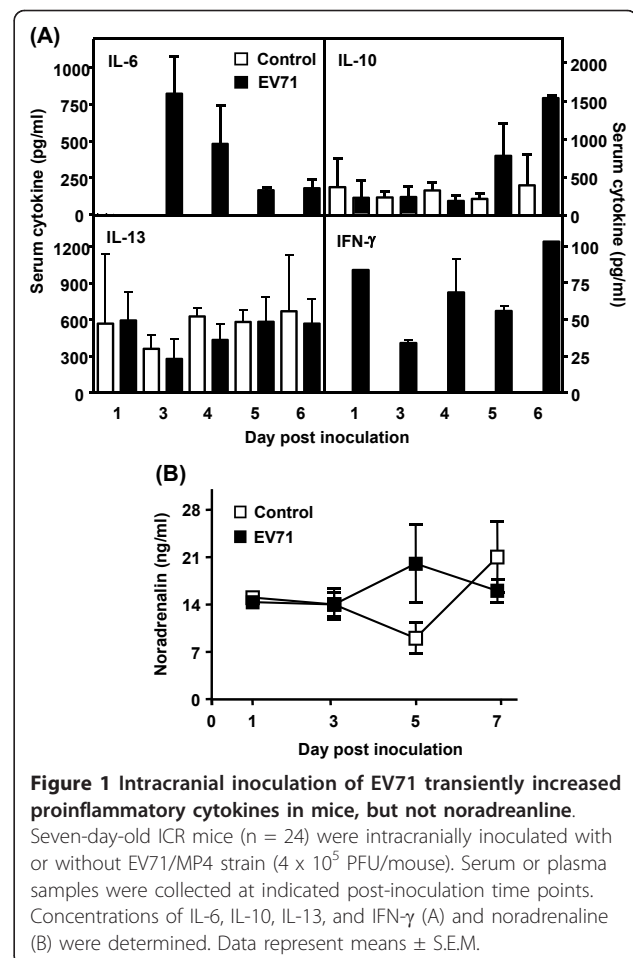 (A)
IL-6
Control
EV71
IL-10
1000
750
500
250
0
2000
1500
1000
500
0
Serum cytokine (pg/ml)
Serum cytokine (pg/ml)
IL-13
IFN-γ
1200
900
600
300
0
100
75
50
25
0
1 3 4 5 6 1 3 4 5 6
Day post inoculation
(B)
Control
EV71
28
21
14
7
0
Noradrenalin (ng/ml)
0 1 3 5 7
Day post inoculation
Figure 1 Intracranial inoculation of EV71 transiently increased
proinflammatory cytokines in mice, but not noradreanline.
Seven-day-old ICR mice (n = 24) were intracranially inoculated with
or without EV71/MP4 strain (4 x 10⁵ PFU/mouse). Serum or plasma
samples were collected at indicated post-inoculation time points.
Concentrations of IL-6, IL-10, IL-13, and IFN-γ (A) and noradrenaline
(B) were determined. Data represent means ± S.E.M.